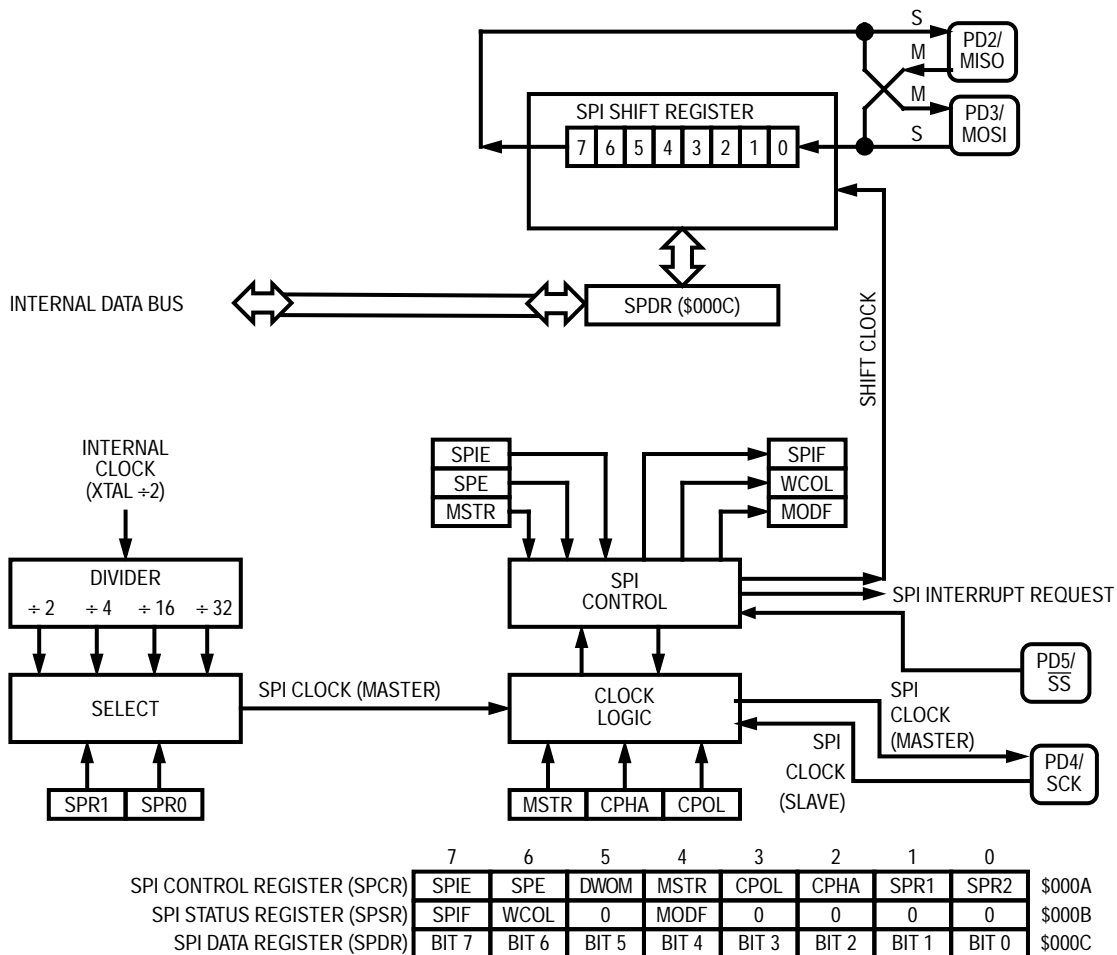 S
PD2/
MISO
M
M
PD3/
MOSI
S
SPI SHIFT REGISTER
7 6 5 4 3 2 1 0
INTERNAL DATA BUS
SPDR ($000C)
SHIFT CLOCK
INTERNAL
CLOCK
(XTAL ÷2)
SPIE
SPE
MSTR
SPIF
WCOL
MODF
DIVIDER
÷ 2 ÷ 4 ÷ 16 ÷ 32
SPI
CONTROL
SPI INTERRUPT REQUEST
PD5/
SS
SELECT
SPI CLOCK (MASTER)
CLOCK
LOGIC
SPI
CLOCK
(MASTER)
SPI
CLOCK
(SLAVE)
PD4/
SCK
SPR1 SPR0
MSTR CPHA CPOL
7 6 5 4 3 2 1 0
SPI CONTROL REGISTER (SPCR) SPIE SPE DWOM MSTR CPOL CPHA SPR1 SPR2 $000A
SPI STATUS REGISTER (SPSR) SPIF WCOL 0 MODF 0 0 0 0 $000B
SPI DATA REGISTER (SPDR) BIT 7 BIT 6 BIT 5 BIT 4 BIT 3 BIT 2 BIT 1 BIT 0 $000C